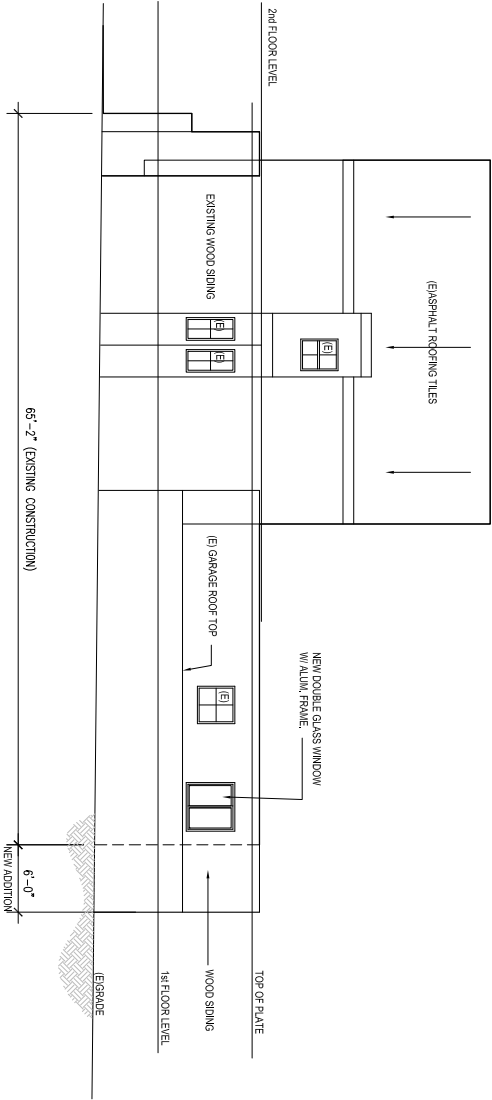 2nd FLOOR LEVEL
(E)ASPHALT ROOFING TILES
EXISTING WOOD SIDING
(E)
(E)
(E)
(E) GARAGE ROOF TOP
(E)
NEW DOUBLE GLASS WINDOW
W/ ALUM. FRAME.
TOP OF PLATE
WOOD SIDING
1st FLOOR LEVEL
(E)GRADE
65'-2" (EXISTING CONSTRUCTION)
6'-0"
NEW ADDITION